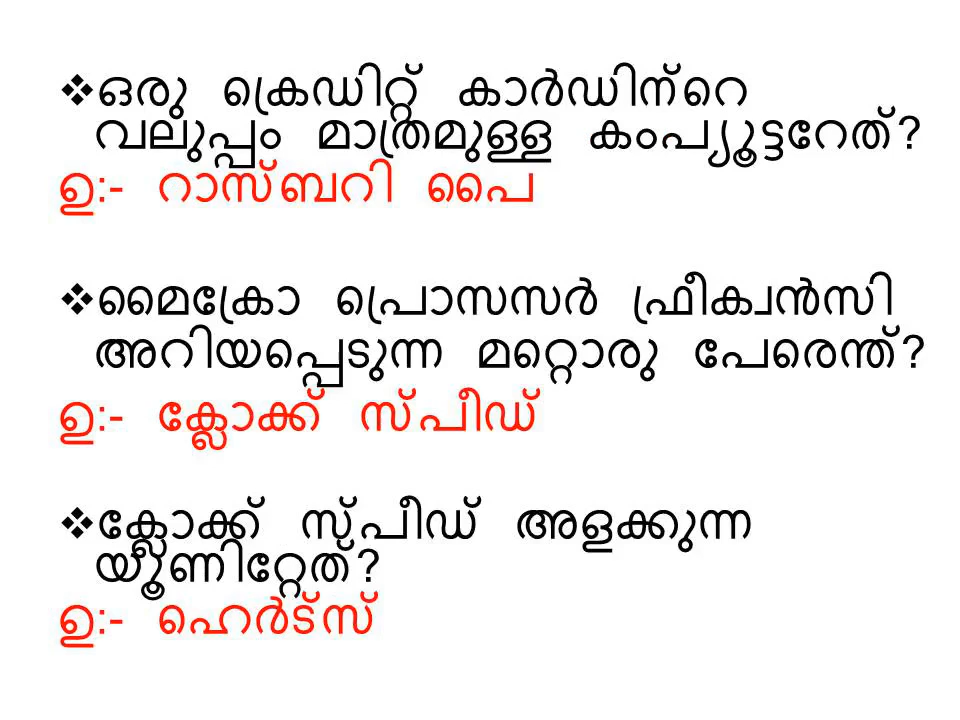 ❖ഒരു ക്രെഡിറ്റ് കാർഡിന്റെ
വലുപ്പം മാത്രമുള്ള കംപ്യൂട്ടറേത്?
ഉ:- റാസ്ബറി പൈ
❖മൈക്രോ പ്രൊസസർ ഫ്രീക്വൻസി
അറിയപ്പെടുന്ന മറ്റൊരു പേരെന്ത്?
ഉ:- ക്ലോക്ക് സ്പീഡ്
❖ക്ലോക്ക് സ്പീഡ് അളക്കുന്ന
യൂണിറ്റേത്?
ഉ:- ഹെർട്സ്